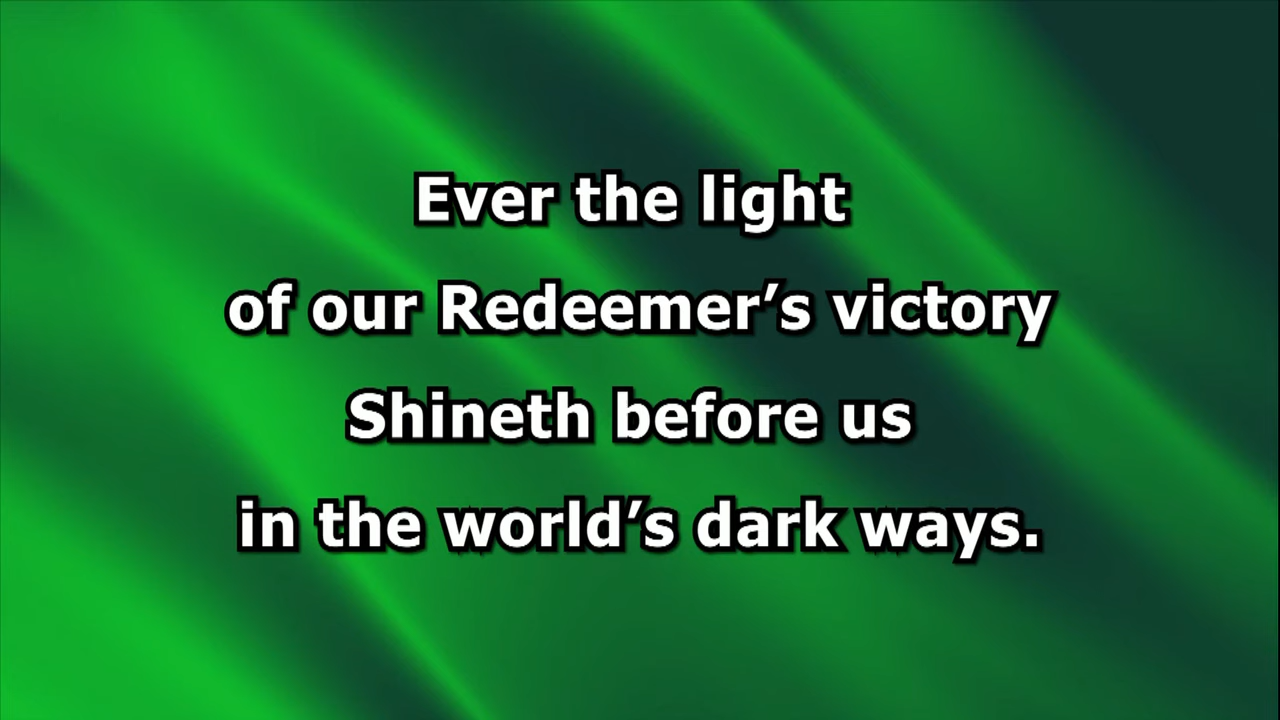 Ever the light
of our Redeemer’s victory
Shineth before us
in the world’s dark ways.